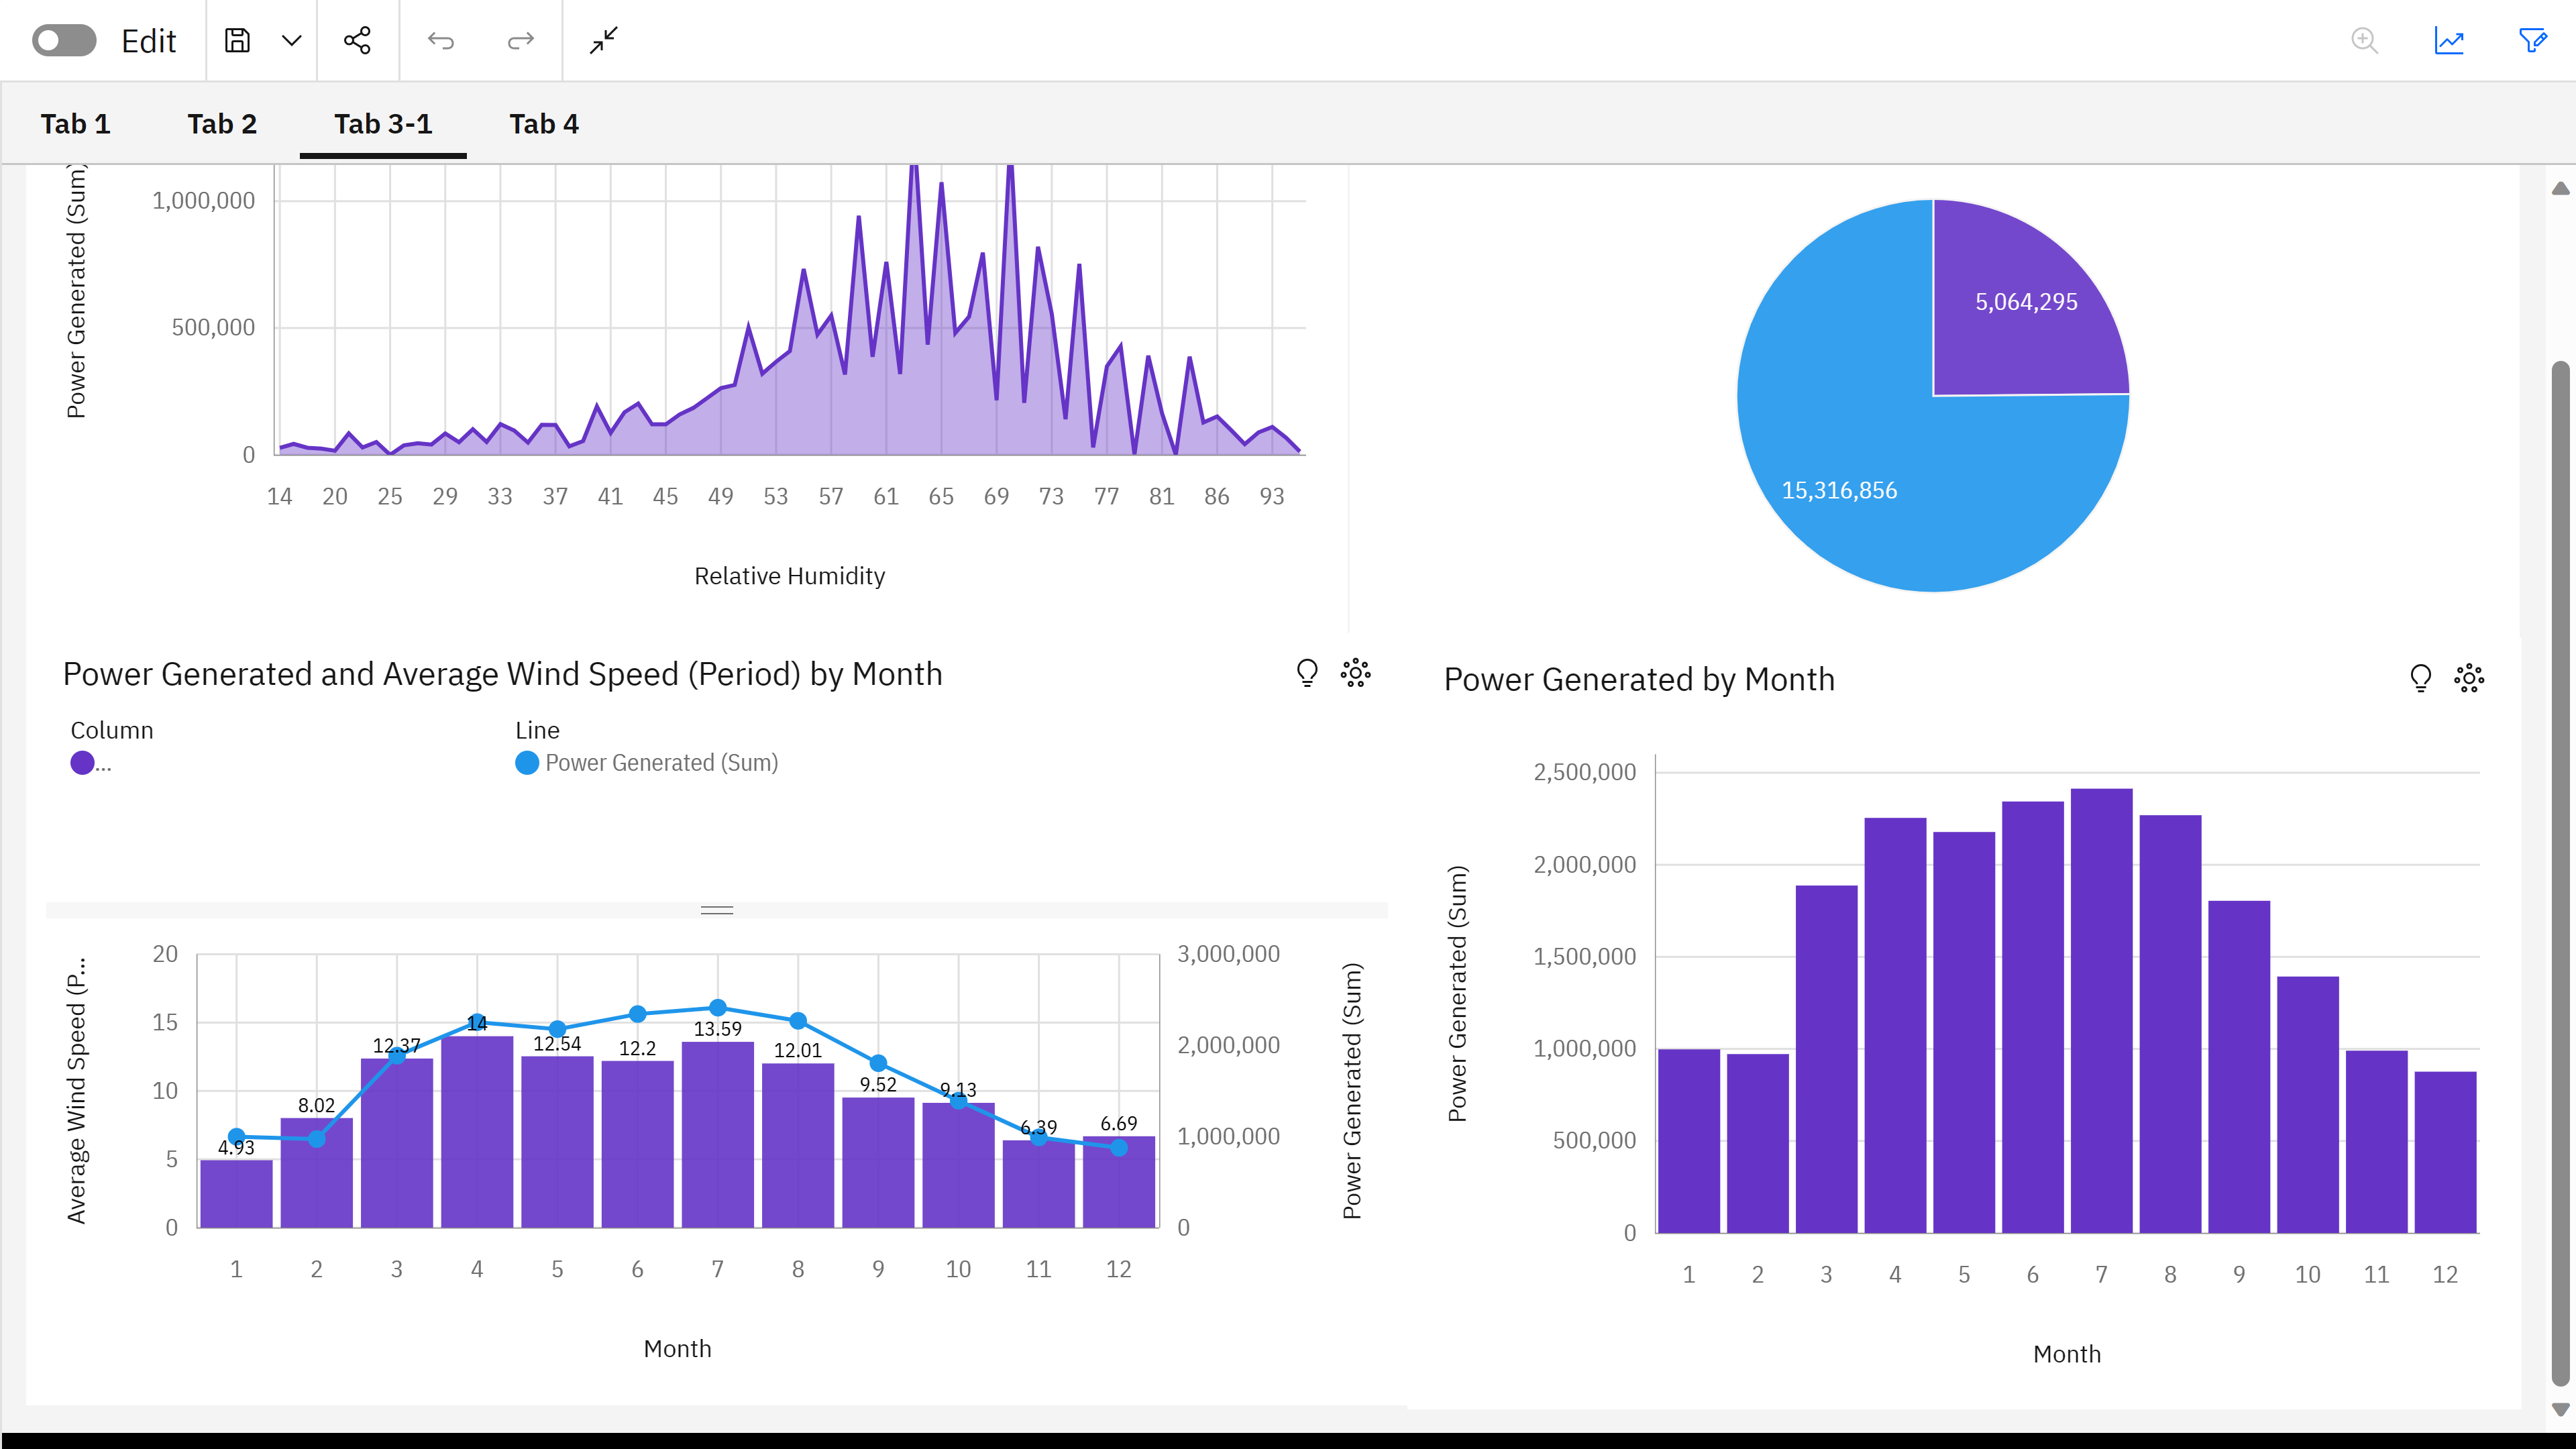 Edit
Tab 1 Tab 2 Tab 3-1 Tab 4
Power Generated (Sum)
1,000,000
500,000
0
14 20 25 29 33 37 41 45 49 53 57 61 65 69 73 77 81 86 93
Relative Humidity
5,064,295
15,316,856
Power Generated and Average Wind Speed (Period) by Month
Column
...
Line
Power Generated (Sum)
Average Wind Speed (P...
20
15
10
5
0
4.93 8.02 12.37 14 12.54 12.2 13.59 12.01 9.52 9.13 6.39 6.69
3,000,000
2,000,000
1,000,000
0
Power Generated (Sum)
1 2 3 4 5 6 7 8 9 10 11 12
Month
Power Generated by Month
Power Generated (Sum)
2,500,000
2,000,000
1,500,000
1,000,000
500,000
0
1 2 3 4 5 6 7 8 9 10 11 12
Month